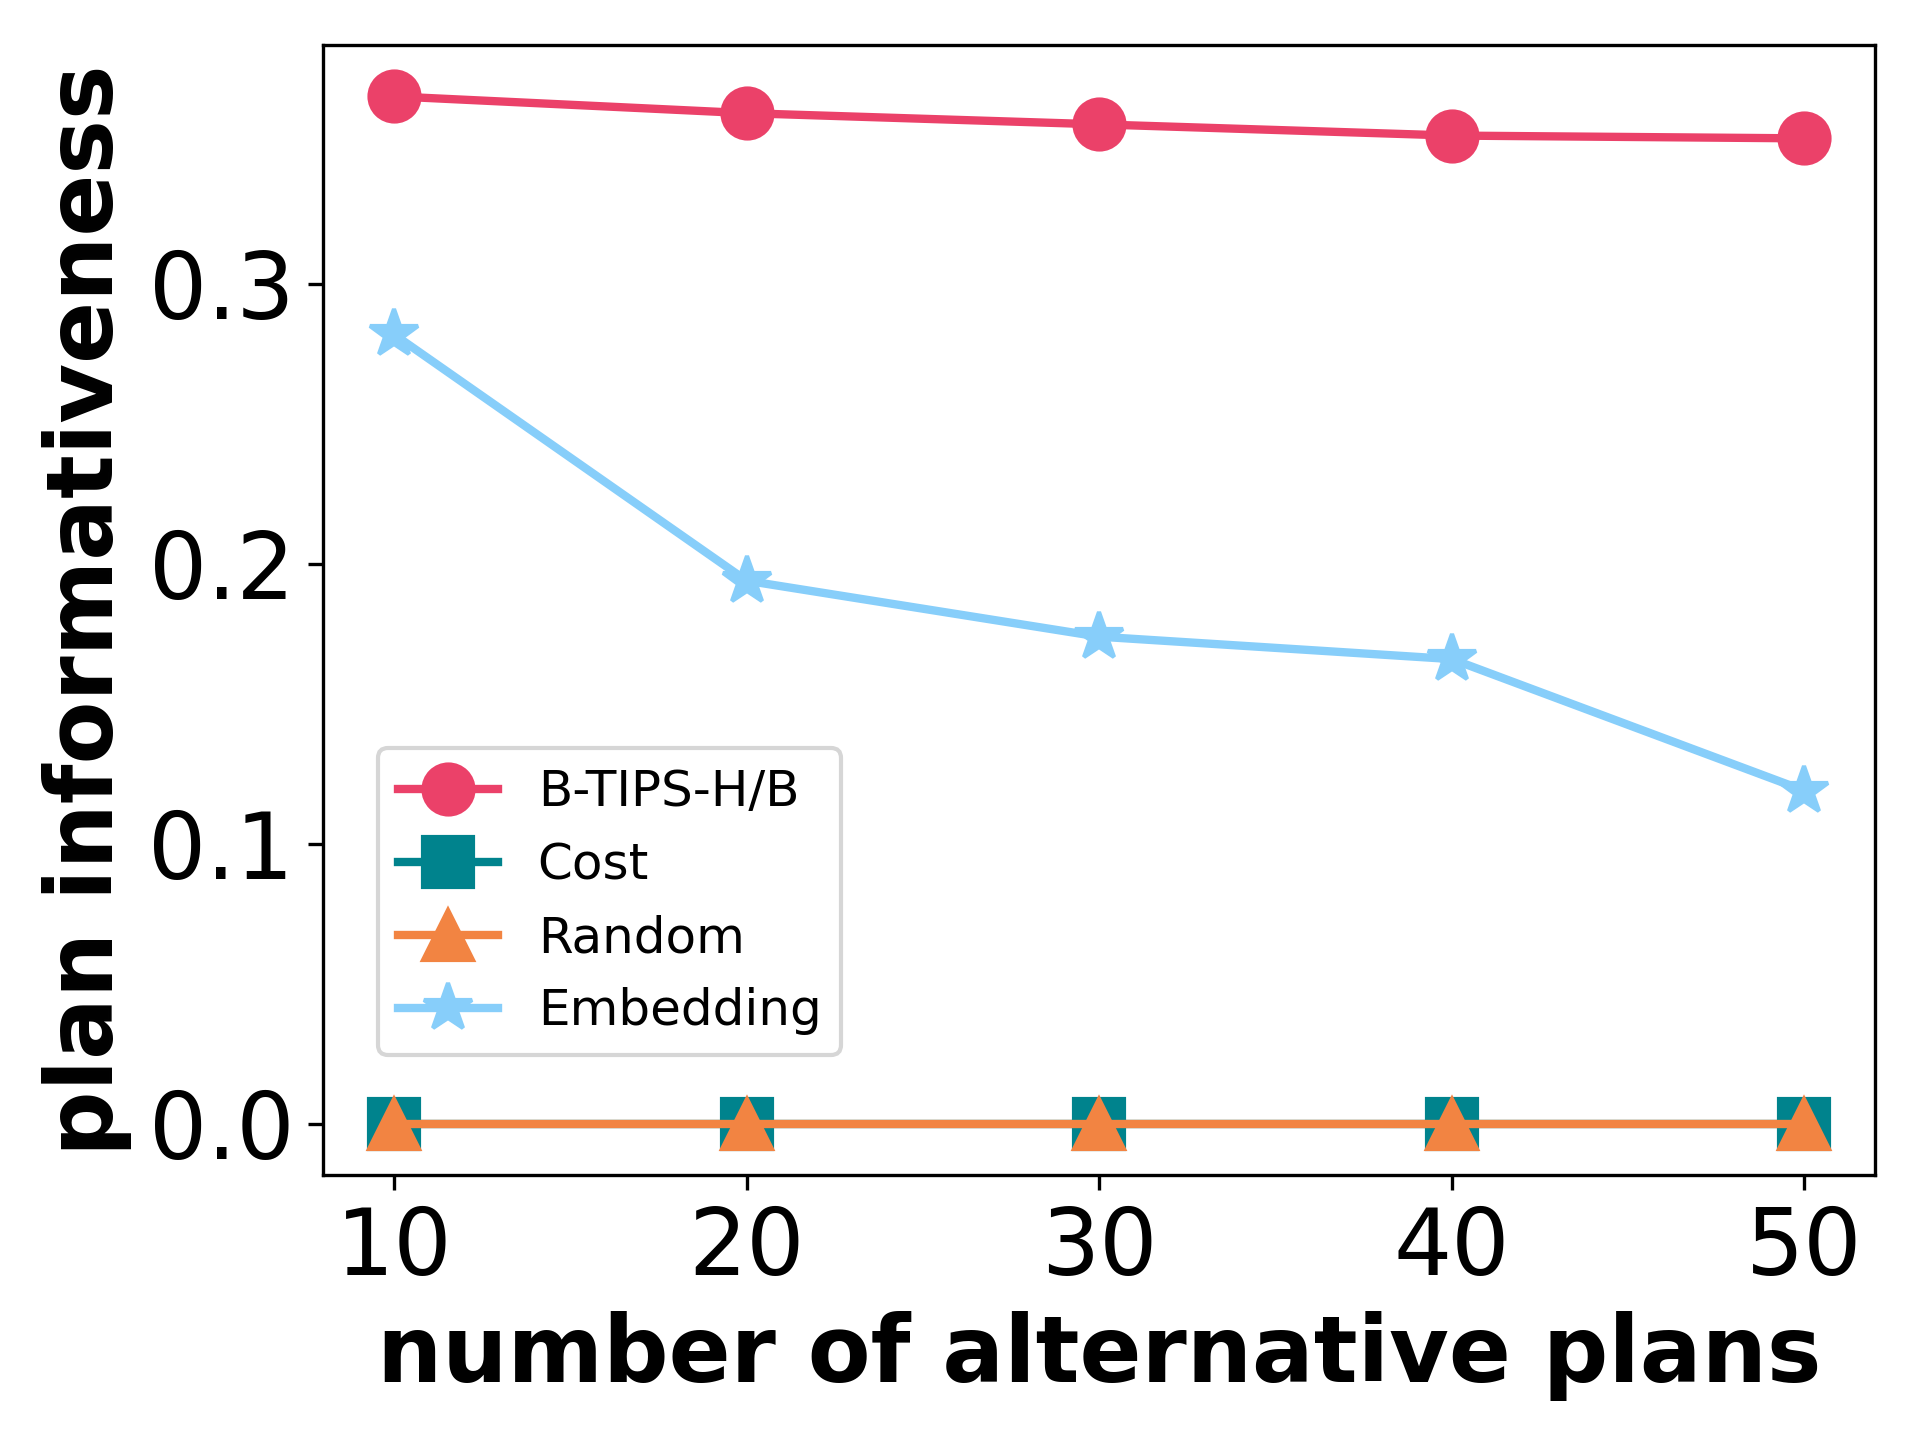 plan informativeness
0.3
0.2
0.1
0.0
B-TIPS-H/B
Cost
Random
Embedding
10 20 30 40 50
number of alternative plans